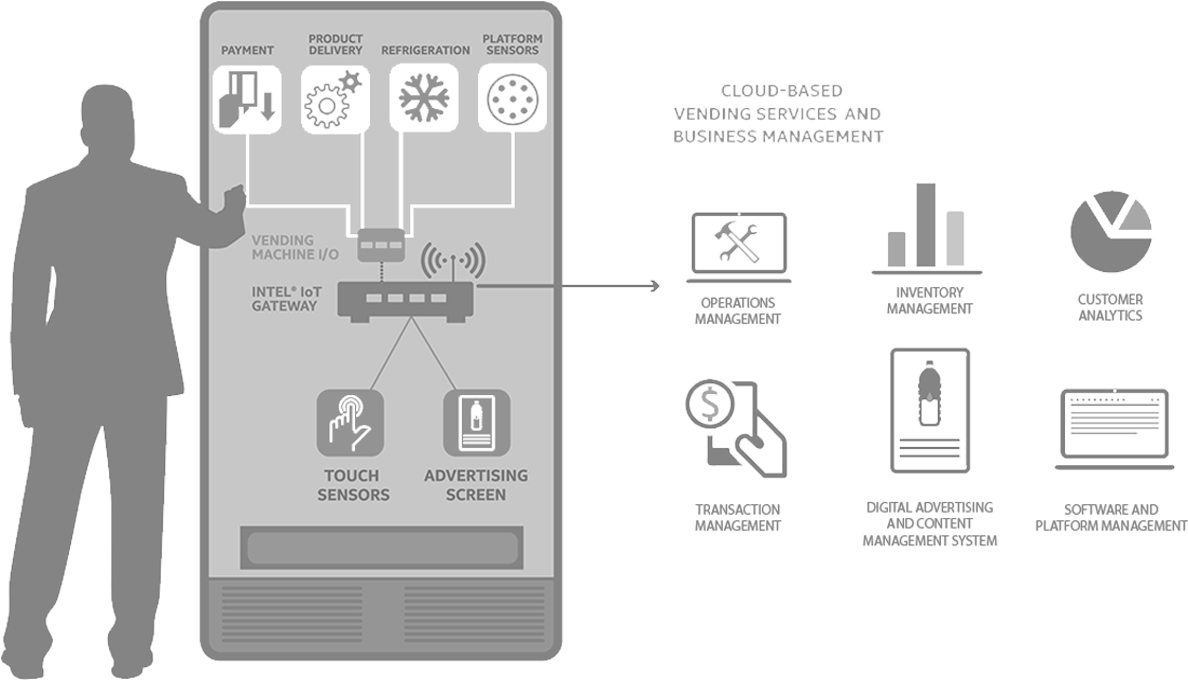 PAYMENT
PRODUCT
DELIVERY
REFRIGERATION
PLATFORM
SENSORS
VENDING
MACHINE I/O
INTEL® IoT
GATEWAY
TOUCH
SENSORS
ADVERTISING
SCREEN
CLOUD-BASED
VENDING SERVICES AND
BUSINESS MANAGEMENT
OPERATIONS
MANAGEMENT
INVENTORY
MANAGEMENT
CUSTOMER
ANALYTICS
$
TRANSACTION
MANAGEMENT
DIGITAL ADVERTISING
AND CONTENT
MANAGEMENT SYSTEM
SOFTWARE AND
PLATFORM MANAGEMENT